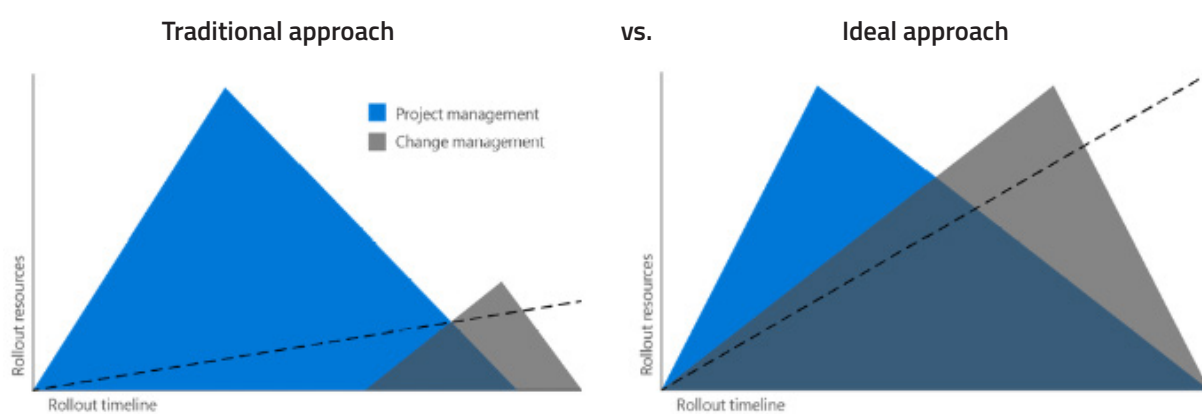 Traditional approach vs. Ideal approach
Project management
Change management
Rollout resources
Rollout timeline
Rollout resources
Rollout timeline